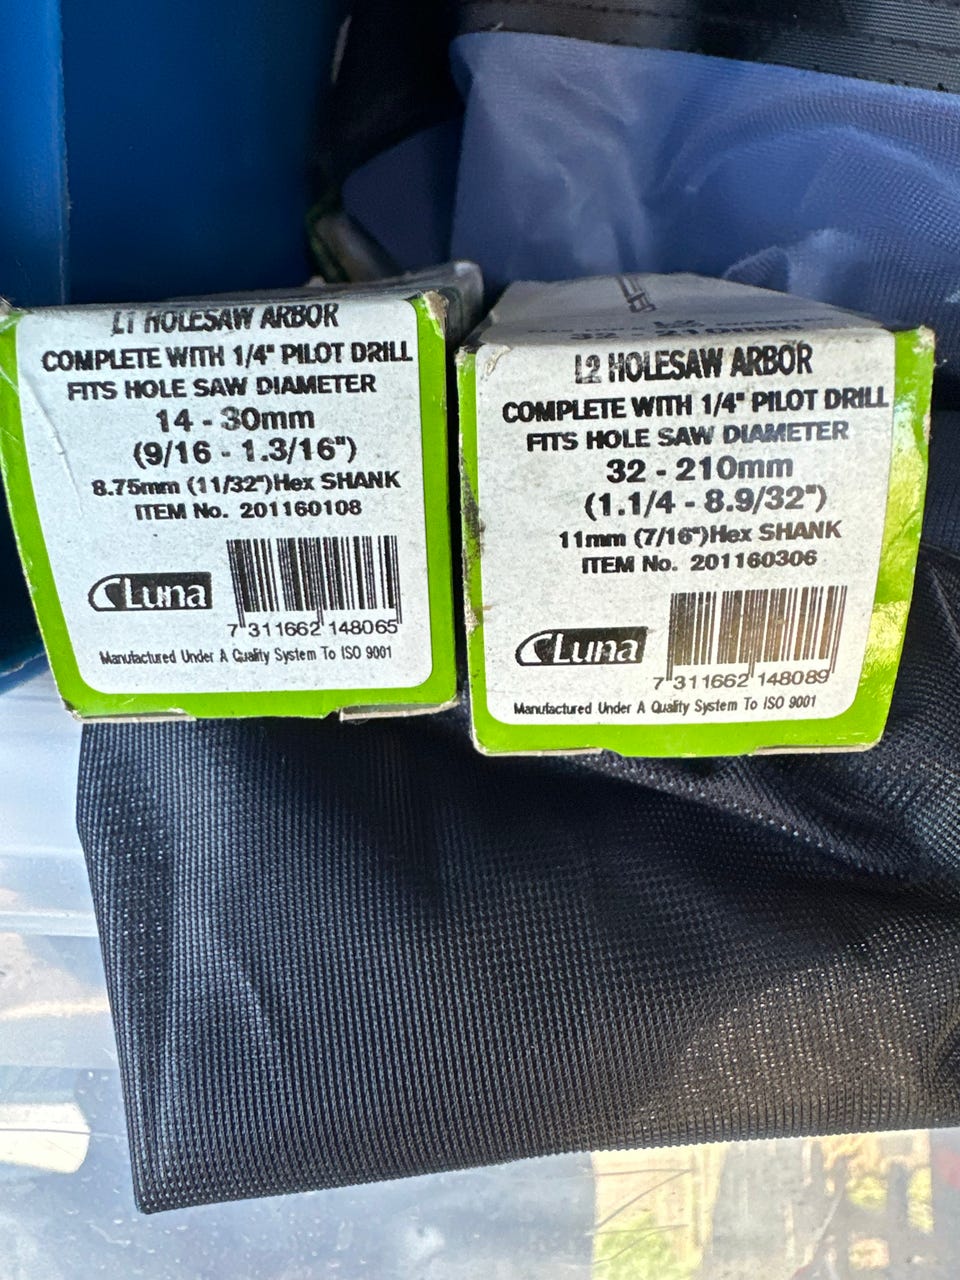 L1 HOLESAW ARBOR
COMPLETE WITH 1/4" PILOT DRILL
FITS HOLE SAW DIAMETER
14 - 30mm
(9/16 - 1.3/16")
8.75mm (11/32")Hex SHANK
ITEM No. 201160108
Luna
7 311662 148065
Manufactured Under A Quality System To ISO 9001
L2 HOLESAW ARBOR
COMPLETE WITH 1/4" PILOT DRILL
FITS HOLE SAW DIAMETER
32 - 210mm
(1.1/4 - 8.9/32")
11mm (7/16")Hex SHANK
ITEM No. 201160306
Luna
7 311662 148089
Manufactured Under A Quality System To ISO 9001